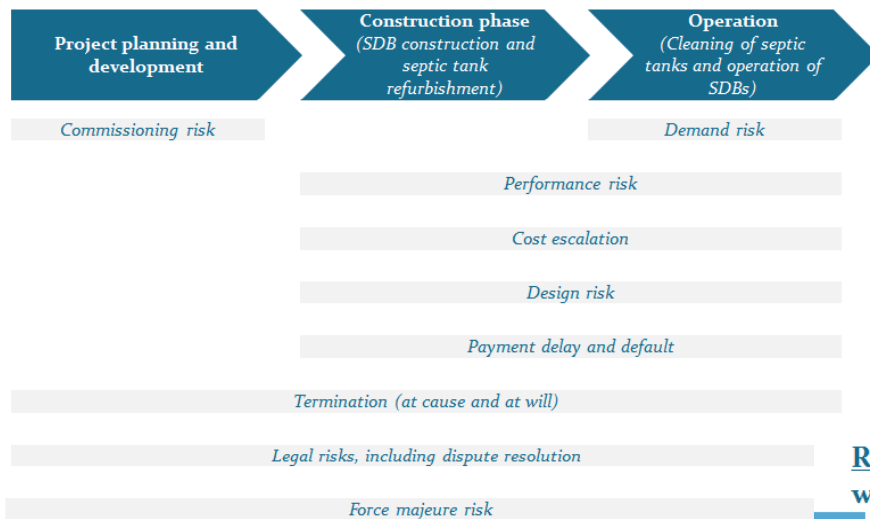 Project planning and
development
Construction phase
(SDB construction and
septic tank
refurbishment)
Operation
(Cleaning of septic
tanks and operation of
SDBs)
Commissioning risk
Demand risk
Performance risk
Cost escalation
Design risk
Payment delay and default
Termination (at cause and at will)
Legal risks, including dispute resolution
Force majeure risk
R
w